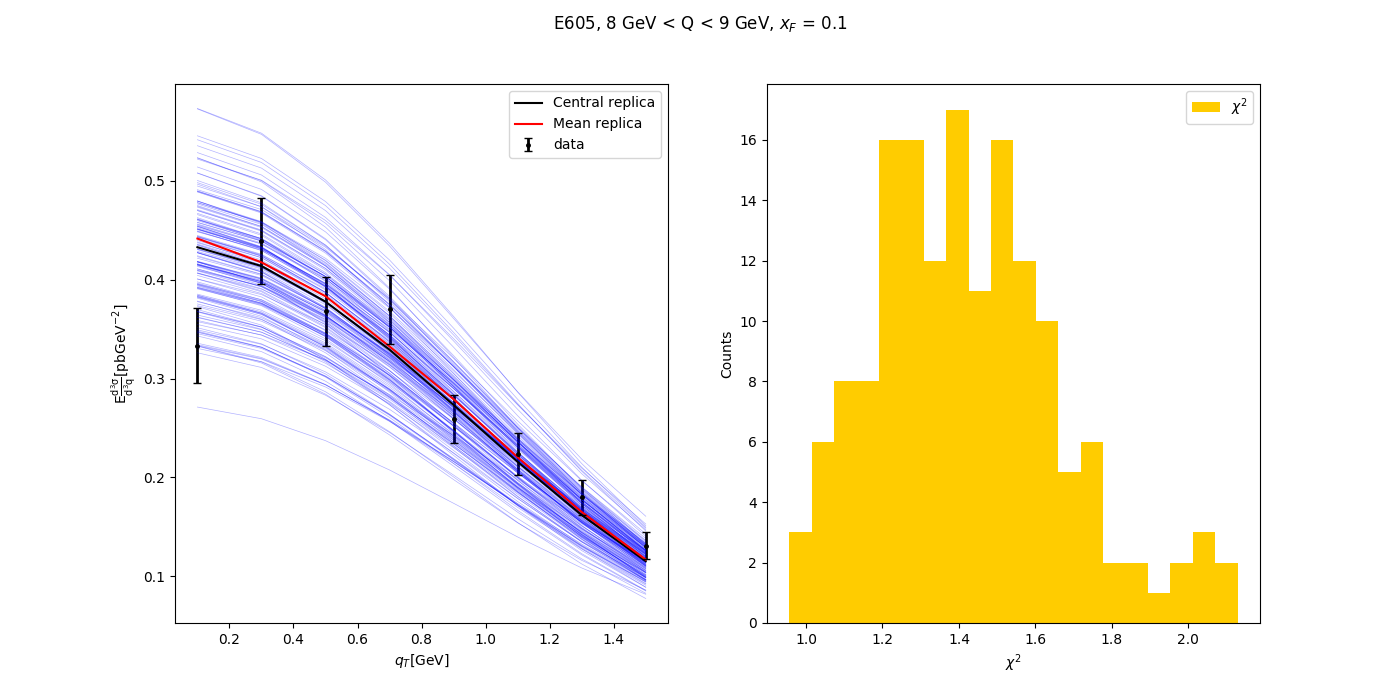 E605, 8 GeV < Q < 9 GeV, x_F = 0.1
Central replica
Mean replica
data
0.5
0.4
0.3
0.2
0.1
E d³σ/d³q [pbGeV⁻²]
0.2 0.4 0.6 0.8 1.0 1.2 1.4
q_T[GeV]
χ²
16
14
12
10
8
6
4
2
0
Counts
1.0 1.2 1.4 1.6 1.8 2.0
χ²